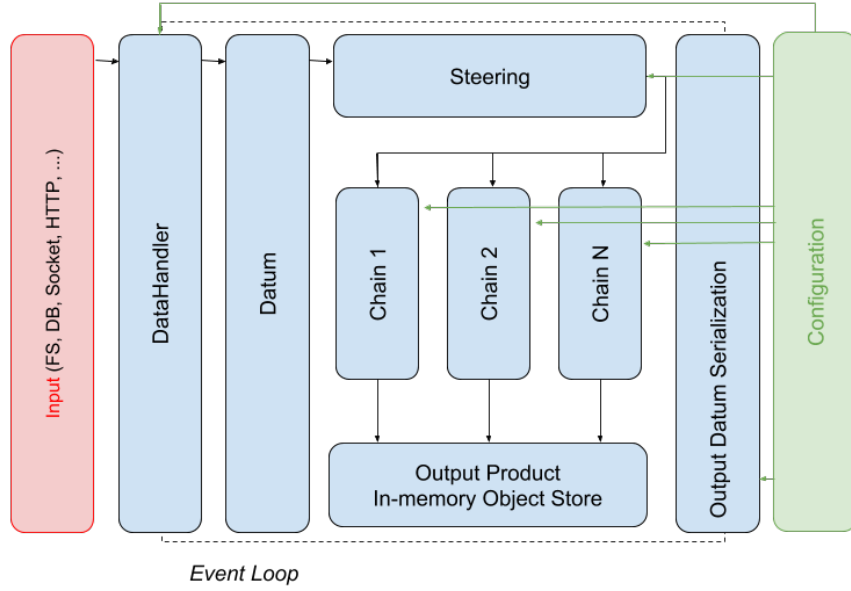 Input (FS, DB, Socket, HTTP, ...)
DataHandler
Datum
Steering
Chain 1
Chain 2
Chain N
Output Product
In-memory Object Store
Output Datum Serialization
Configuration
Event Loop